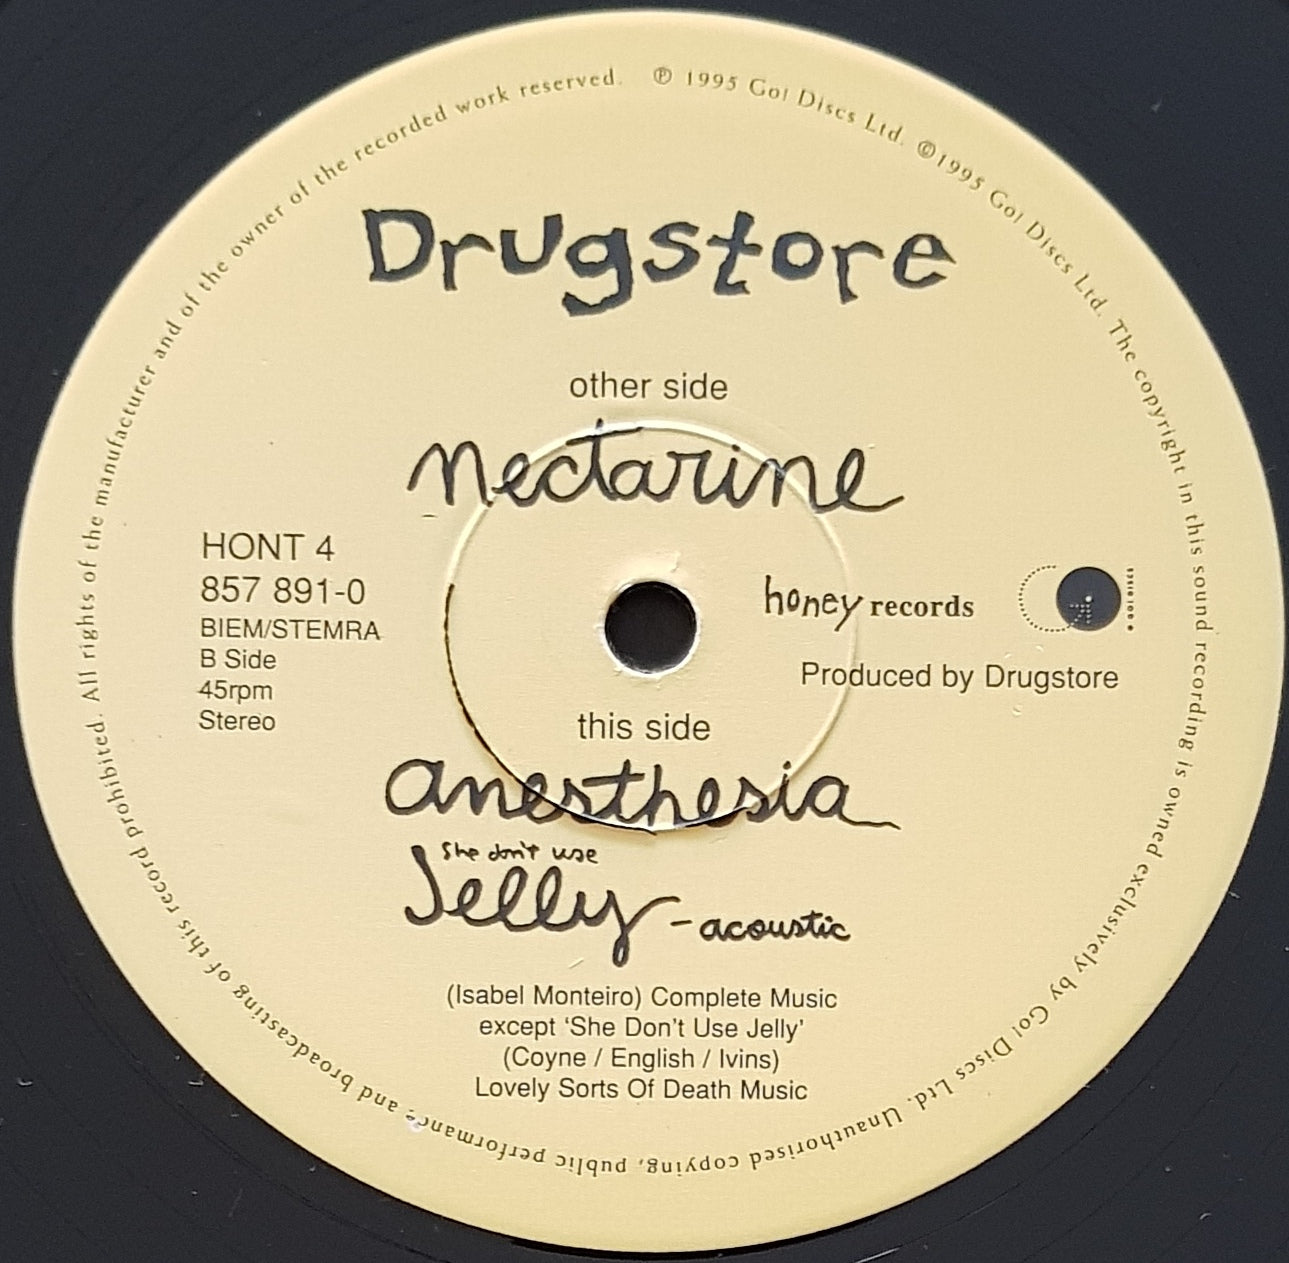 ℗ 1995 Go! Discs Ltd. ©1995 Go! Discs Ltd. The copyright in this sound recording is owned exclusively by Go! Discs Ltd. Unauthorised copying, public performance and broadcasting of this record prohibited. All rights of the manufacturer and of the owner of the recorded work reserved.
Drugstore
other side
nectarine
HONT 4
857 891-0
BIEM/STEMRA
B Side
45rpm
Stereo
honey records
Produced by Drugstore
this side
anesthesia
She don't use
Jelly - acoustic
(Isabel Monteiro) Complete Music
except ‘She Don’t Use Jelly’
(Coyne / English / Ivins)
Lovely Sorts Of Death Music